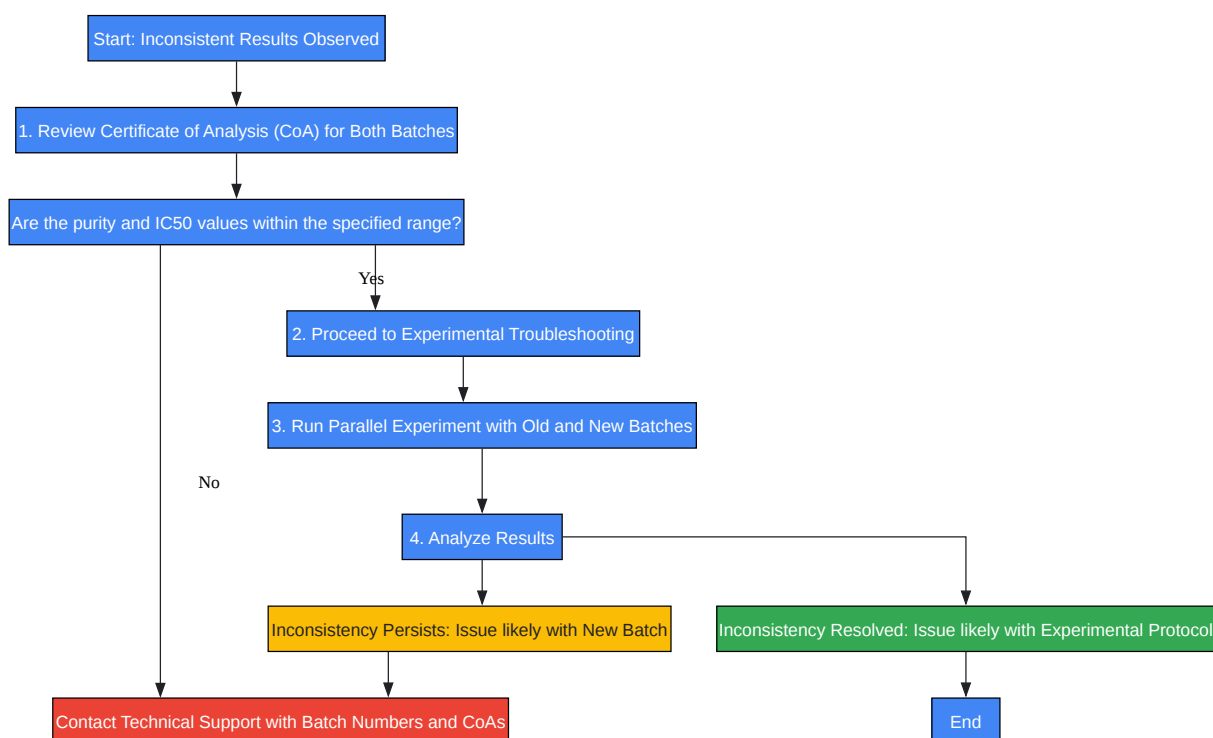 Start: Inconsistent Results Observed
1. Review Certificate of Analysis (CoA) for Both Batches
Are the purity and IC50 values within the specified range?
Yes
2. Proceed to Experimental Troubleshooting
3. Run Parallel Experiment with Old and New Batches
No
4. Analyze Results
Inconsistency Persists: Issue likely with New Batch
Inconsistency Resolved: Issue likely with Experimental Protocol
Contact Technical Support with Batch Numbers and CoAs
End